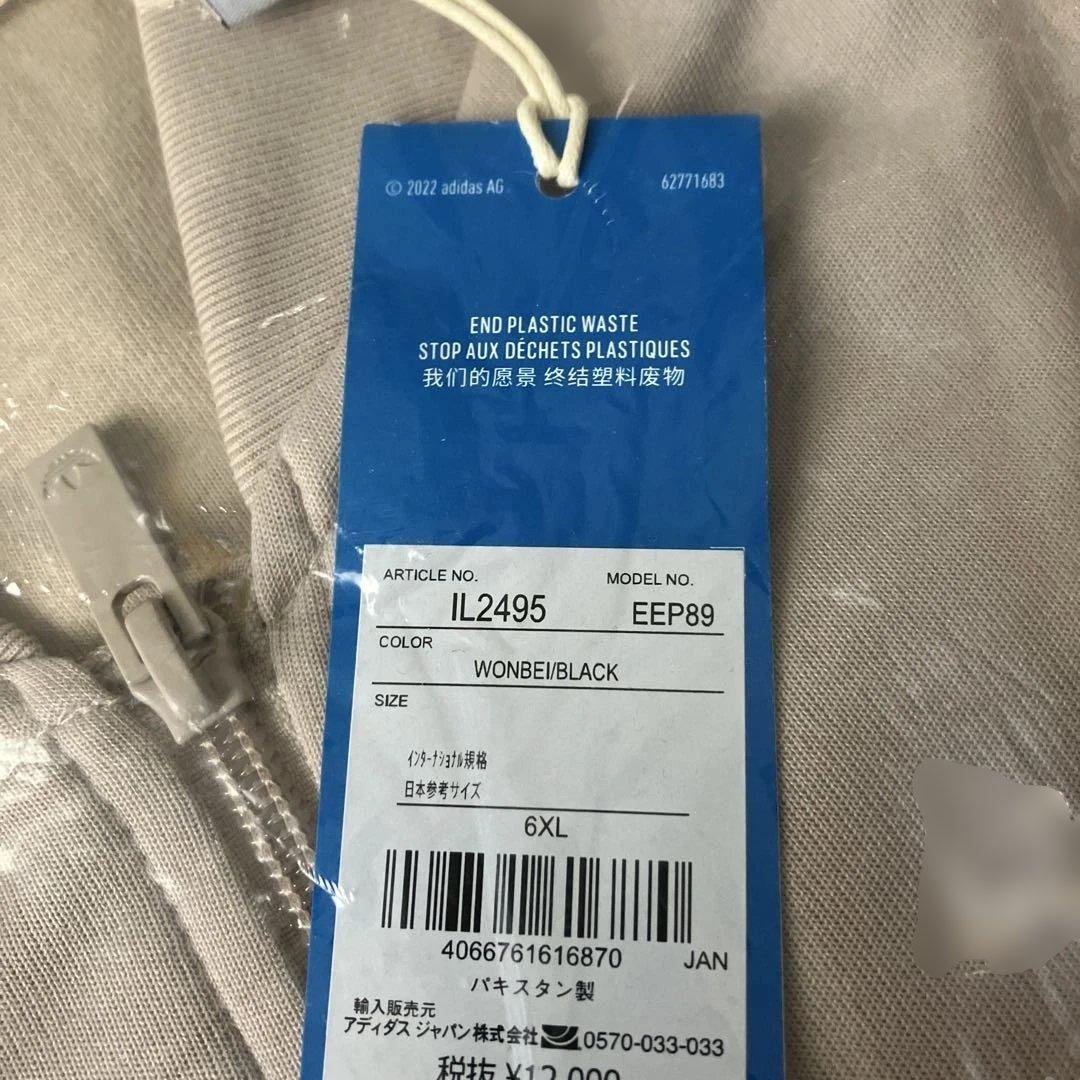 © 2022 adidas AG 62771683
END PLASTIC WASTE
STOP AUX DÉCHETS PLASTIQUES
我们的愿景 终结塑料废物
ARTICLE NO. MODEL NO.
IL2495 EEP89
COLOR
WONBEI/BLACK
SIZE
ｲﾝﾀｰﾅｼｮﾅﾙ規格
日本参考サイズ
6XL
4066761616870 JAN
パキスタン製
輸入販売元
アディダス ジャパン株式会社 0570-033-033
税抜 ¥12,000